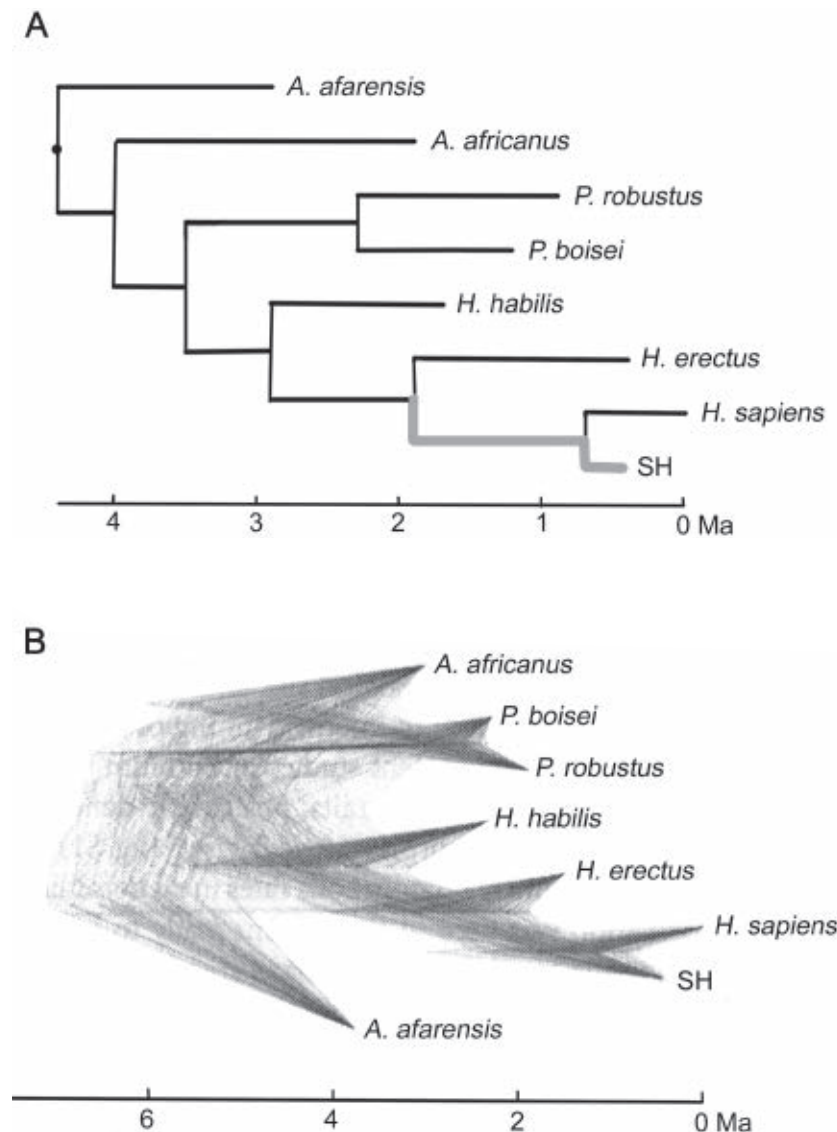 A
A. afarensis
A. africanus
P. robustus
P. boisei
H. habilis
H. erectus
H. sapiens
SH
4 3 2 1 0 Ma
B
A. africanus
P. boisei
P. robustus
H. habilis
H. erectus
H. sapiens
SH
A. afarensis
6 4 2 0 Ma